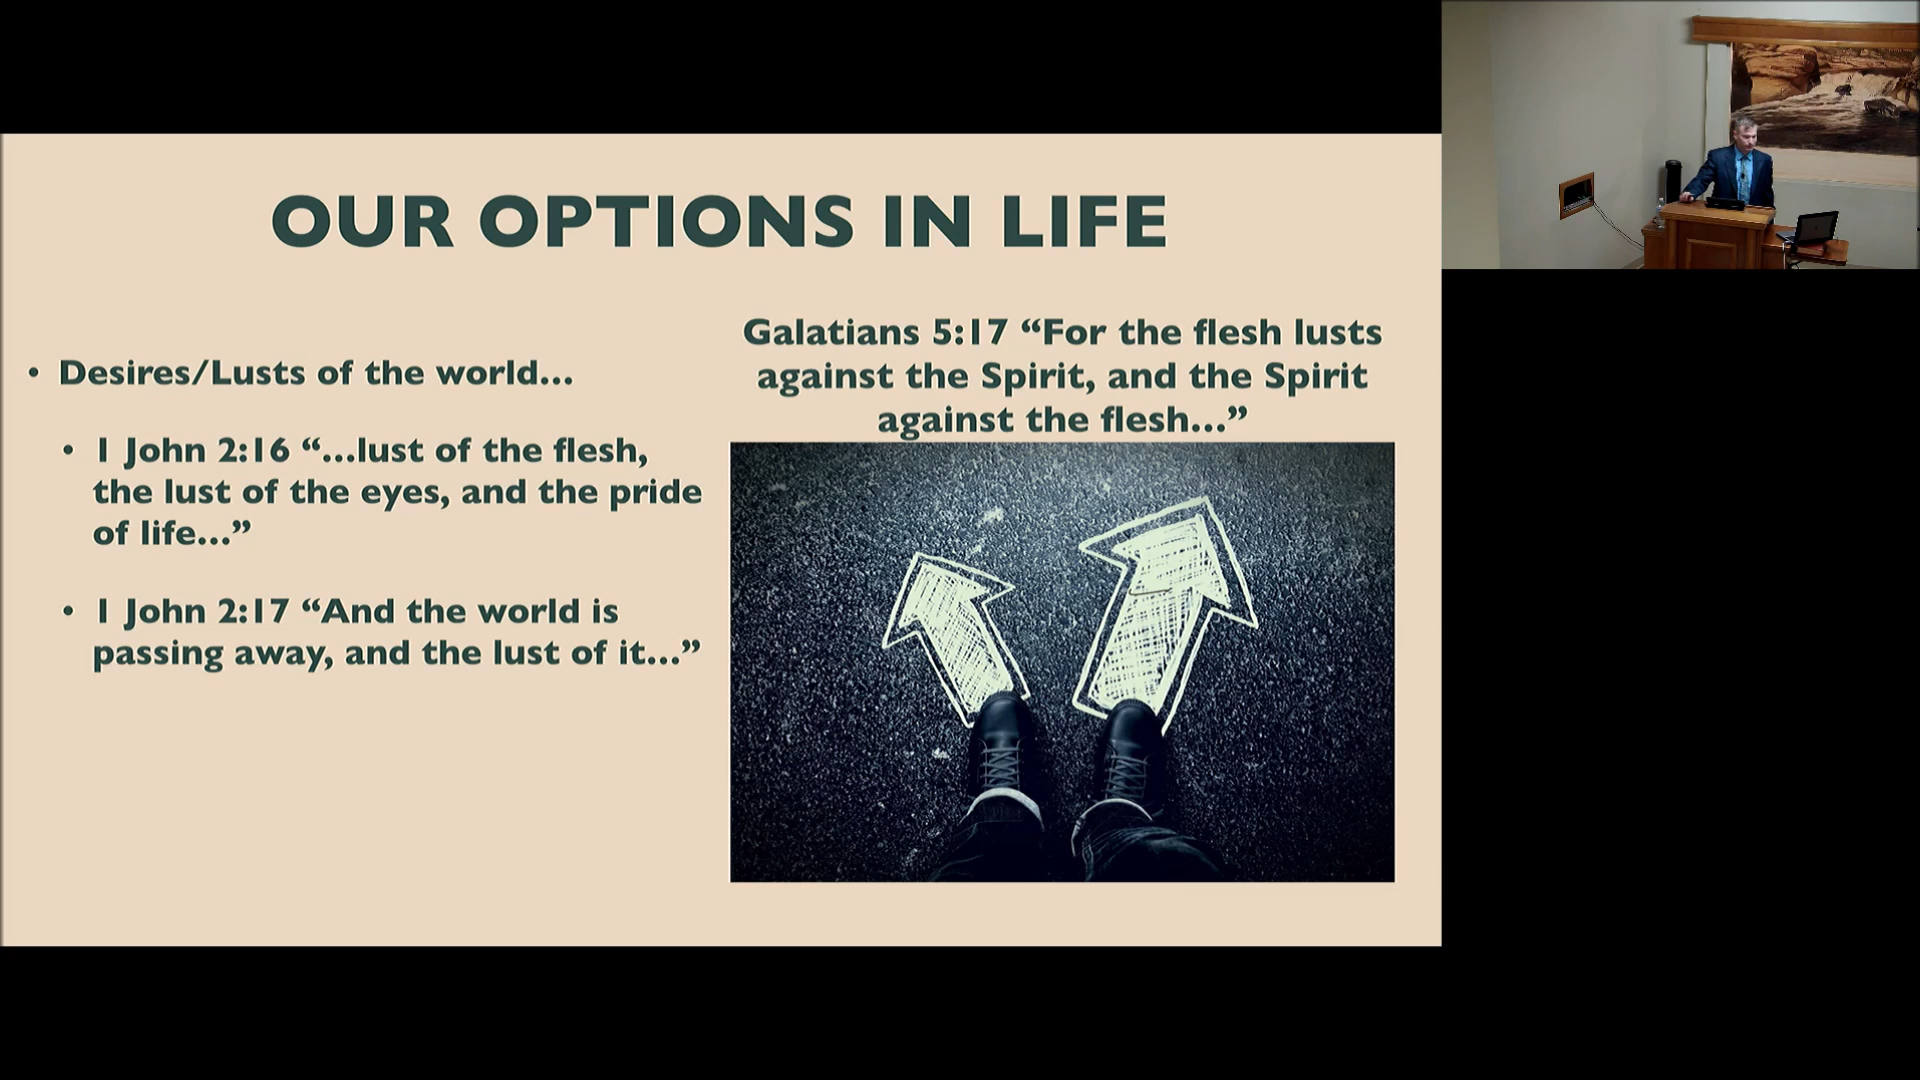 OUR OPTIONS IN LIFE
• Desires/Lusts of the world...
• 1 John 2:16 “...lust of the flesh,
the lust of the eyes, and the pride
of life...”
• 1 John 2:17 “And the world is
passing away, and the lust of it...”
Galatians 5:17 “For the flesh lusts
against the Spirit, and the Spirit
against the flesh...”